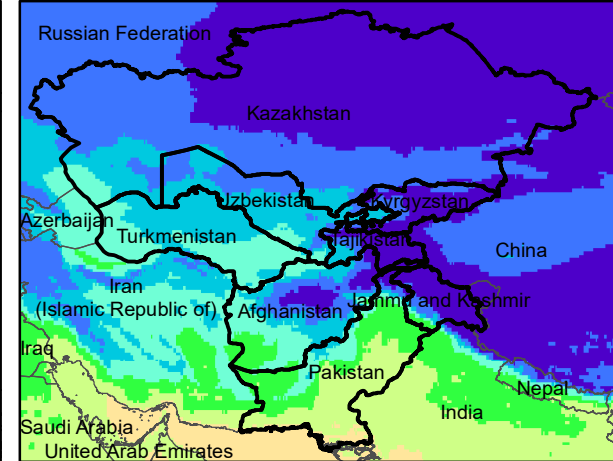 Russian Federation
Kazakhstan
Uzbekistan
Kyrgyzstan
Azerbaijan
Turkmenistan
Tajikistan
China
Iran
(Islamic Republic of)
Afghanistan
Jammu and Kashmir
Iraq
Pakistan
Nepal
India
Saudi Arabia
United Arab Emirates